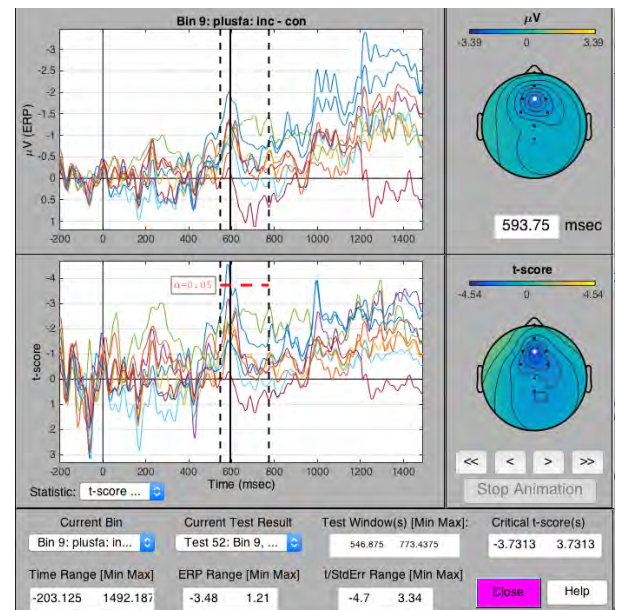 Bin 9: plusfa: inc - con
µV (ERP)
-3
-2.5
-2
-1.5
-1
-0.5
0
0.5
1
-200 0 200 400 600 800 1000 1200 1400
µV
-3.39 0 3.39
593.75 msec
α=0.05
t-score
-4
-3
-2
-1
0
1
2
3
-200 0 200 400 600 800 1000 1200 1400
Time (msec)
Statistic: t-score ...
t-score
-4.54 0 4.54
<< < > >>
Stop Animation
Current Bin Current Test Result Test Window(s) [Min Max]: Critical t-score(s)
Bin 9: plusfa: in... Test 52: Bin 9, ... 546.875 773.4375 -3.7313 3.7313
Time Range [Min Max] ERP Range [Min Max] t/StdErr Range [Min Max]
-203.125 1492.187 -3.48 1.21 -4.7 3.34 Close Help